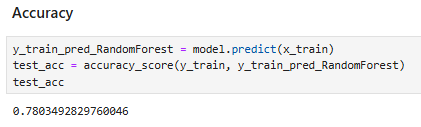 Accuracy
y_train_pred_RandomForest = model.predict(x_train)
test_acc = accuracy_score(y_train, y_train_pred_RandomForest)
test_acc
0.7803492829760046